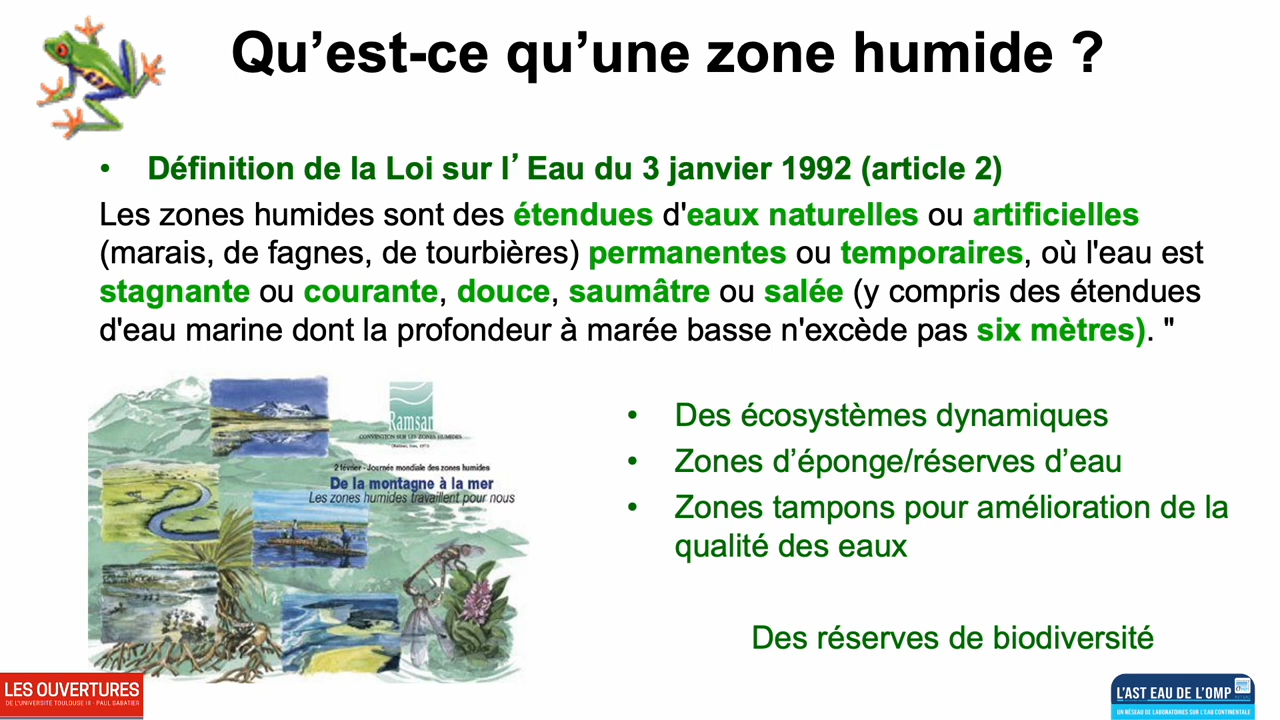 Qu’est-ce qu’une zone humide ?
• Définition de la Loi sur l’ Eau du 3 janvier 1992 (article 2)
Les zones humides sont des étendues d'eaux naturelles ou artificielles
(marais, de fagnes, de tourbières) permanentes ou temporaires, où l'eau est
stagnante ou courante, douce, saumâtre ou salée (y compris des étendues
d'eau marine dont la profondeur à marée basse n'excède pas six mètres). "
Ramsar
CONVENTION SUR LES ZONES HUMIDES
(Ramsar, Iran, 1971)
2 février - Journée mondiale des zones humides
De la montagne à la mer
Les zones humides travaillent pour nous
• Des écosystèmes dynamiques
• Zones d’éponge/réserves d’eau
• Zones tampons pour amélioration de la
qualité des eaux
Des réserves de biodiversité
LES OUVERTURES
DE L'UNIVERSITÉ TOULOUSE III - PAUL SABATIER
L'AST EAU DE L'OMP
UN RÉSEAU DE LABORATOIRES SUR L'EAU CONTINENTALE